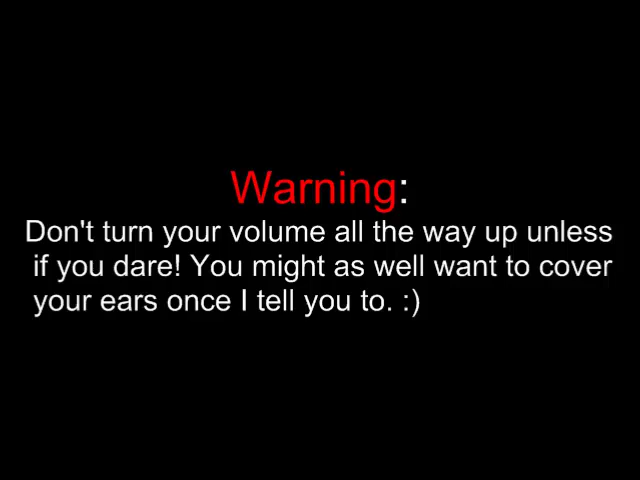 Warning:
Don't turn your volume all the way up unless
if you dare! You might as well want to cover
your ears once I tell you to. :)